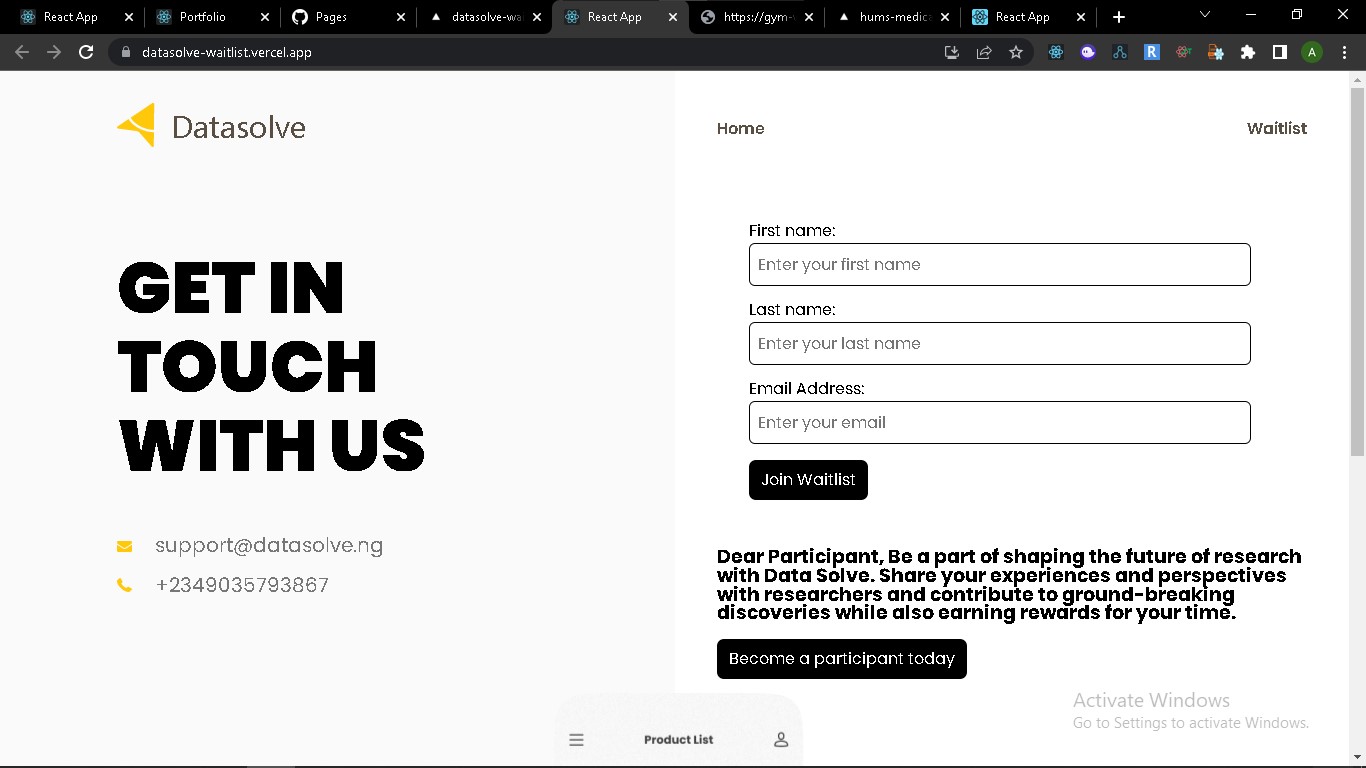 React App
Portfolio
Pages
datasolve-wa
React App
https://gym-
hums-medic
React App
datasolve-waitlist.vercel.app
R
A
Datasolve
Home
Waitlist
GET IN
TOUCH
WITH US
support@datasolve.ng
+2349035793867
First name:
Enter your first name
Last name:
Enter your last name
Email Address:
Enter your email
Join Waitlist
Dear Participant, Be a part of shaping the future of research
with Data Solve. Share your experiences and perspectives
with researchers and contribute to ground-breaking
discoveries while also earning rewards for your time.
Become a participant today
Product List
Activate Windows
Go to Settings to activate Windows.